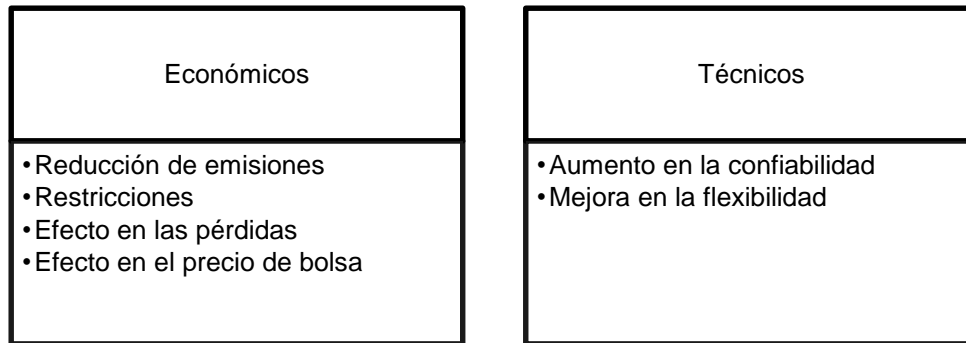 Económicos
•Reducción de emisiones
•Restricciones
•Efecto en las pérdidas
•Efecto en el precio de bolsa
Técnicos
•Aumento en la confiabilidad
•Mejora en la flexibilidad